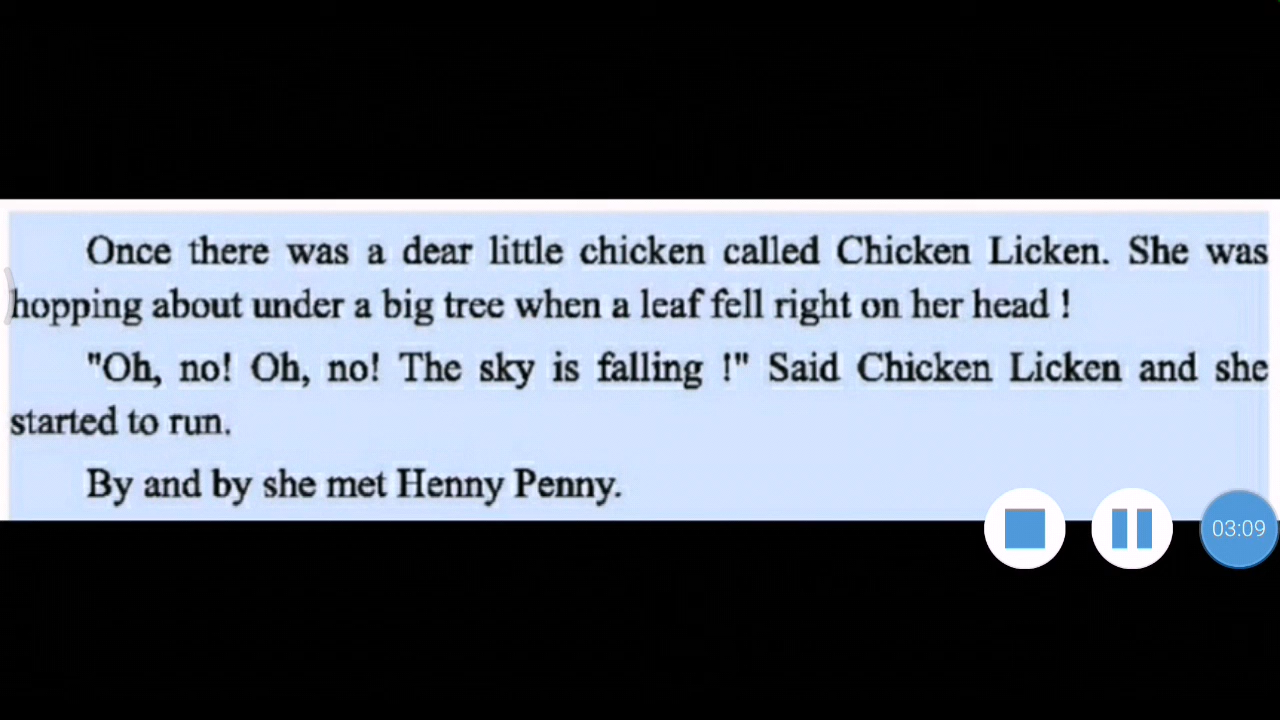 Once there was a dear little chicken called Chicken Licken. She was
hopping about under a big tree when a leaf fell right on her head !
"Oh, no! Oh, no! The sky is falling !" Said Chicken Licken and she
started to run.
By and by she met Henny Penny.
03:09